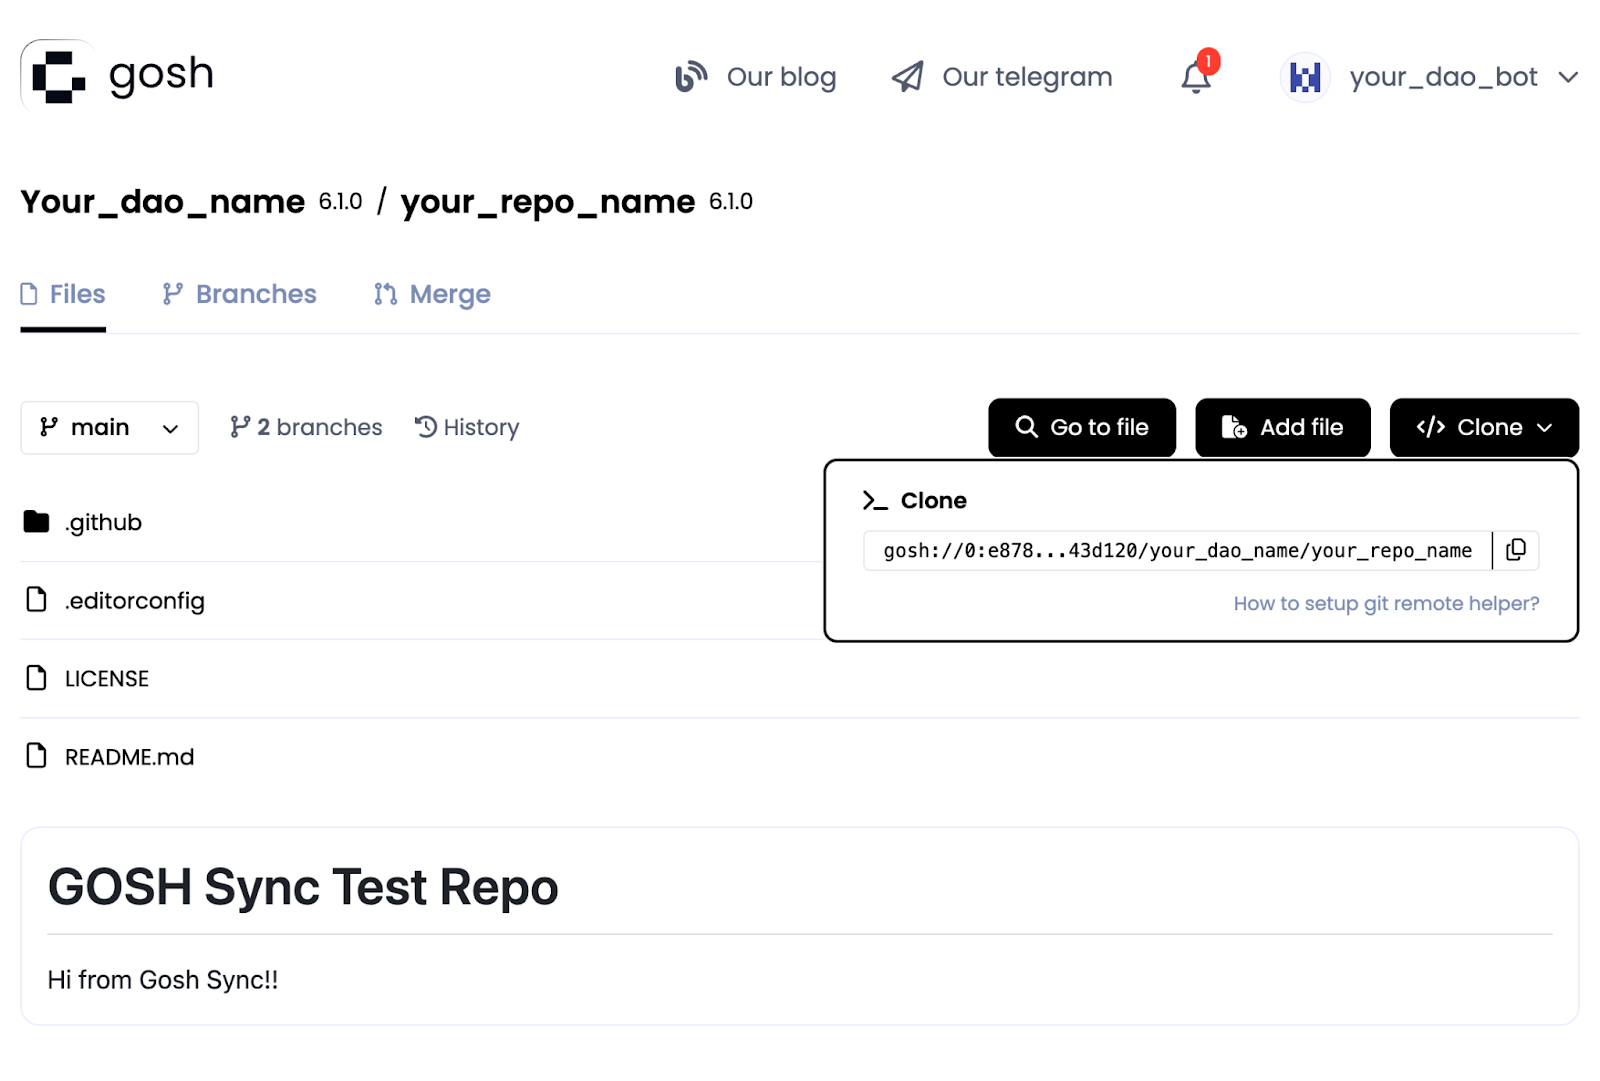 gosh
Our blog
Our telegram
1
your_dao_bot
Your_dao_name 6.1.0 / your_repo_name 6.1.0
Files
Branches
Merge
main
2 branches
History
Go to file
Add file
</> Clone
>_ Clone
gosh://0:e878...43d120/your_dao_name/your_repo_name
How to setup git remote helper?
.github
.editorconfig
LICENSE
README.md
GOSH Sync Test Repo
Hi from Gosh Sync!!